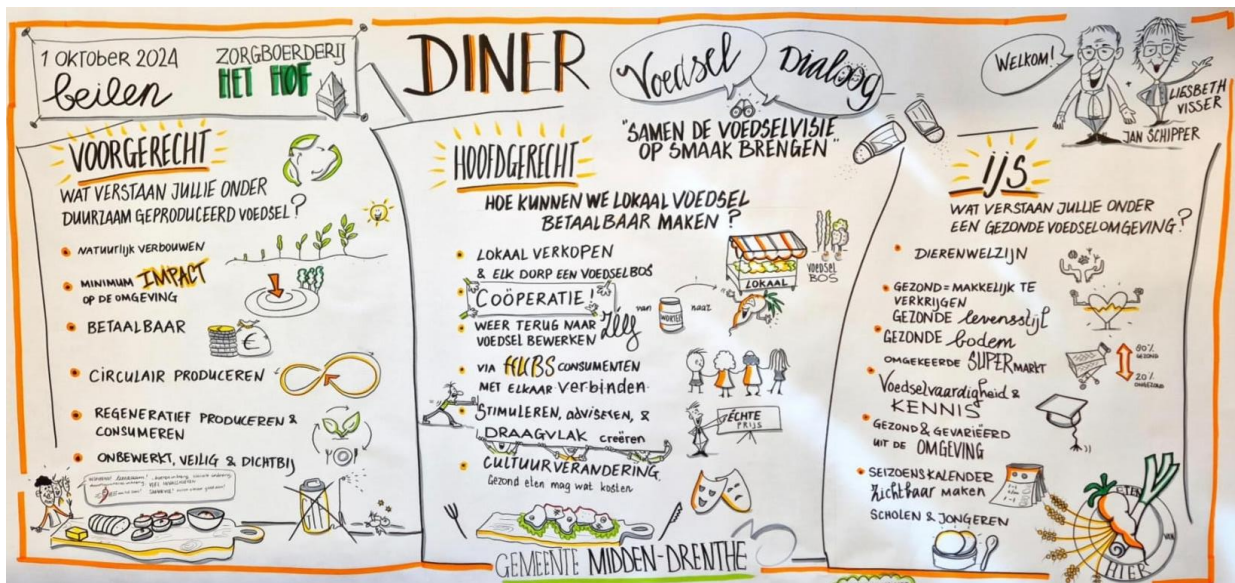 1 OKTOBER 2024
beilen
ZORGBOERDERIJ
HET HOF
DINER
Voedsel
Dialoog
"SAMEN DE VOEDSELVISIE
OP SMAAK BRENGEN"
WELKOM!
+ LIESBETH
VISSER
JAN SCHIPPER
VOORGERECHT
WAT VERSTAAN JULLIE ONDER
DUURZAAM GEPRODUCEERD VOEDSEL?
NATUURLIJK VERBOUWEN
MINIMUM IMPACT
OP DE OMGEVING
BETAALBAAR
€
CIRCULAIR PRODUCEREN
REGENERATIEF PRODUCEREN &
CONSUMEREN
ONBEWERKT, VEILIG & DICHTBIJ
HOOFDGERECHT
HOE KUNNEN WE LOKAAL VOEDSEL
BETAALBAAR MAKEN?
LOKAAL VERKOPEN
& ELK DORP EEN VOEDSELBOS
LOKAAL
VOEDSEL
BOS
COÖPERATIE!
WEER TERUG NAAR Zelf
VOEDSEL BEWERKEN
van
WORTEL
naar
VIA HUBS CONSUMENTEN
MET ELKAAR verbinden
STIMULEREN, adviseren, &
DRAAGVLAK creëren
ECHTE
PRIJS
CULTUURVERANDERING
Gezond eten mag wat kosten
GEMEENTE MIDDEN-DRENTHE
ijs
WAT VERSTAAN JULLIE ONDER
EEN GEZONDE VOEDSELOMGEVING?
DIERENWELZIJN
GEZOND = MAKKELIJK TE
VERKRIJGEN
GEZONDE levensstijl
GEZONDE bodem
OMGEKEERDE SUPERMARKT
80%
GEZOND
20%
ONGEZOND
Voedselvaardigheid &
KENNIS
GEZOND & GEVARIËERD
UIT DE OMGEVING
SEIZOENSKALENDER
Zichtbaar maken
SCHOLEN & JONGEREN
ETEN
VAN
HIER